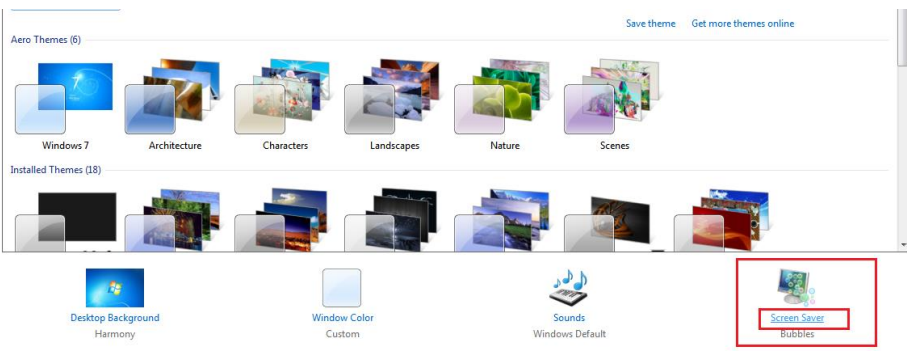 Save theme Get more themes online
Aero Themes (6)
Windows 7 Architecture Characters Landscapes Nature Scenes
Installed Themes (18)
Desktop Background Window Color Sounds Screen Saver
Harmony Custom Windows Default Bubbles